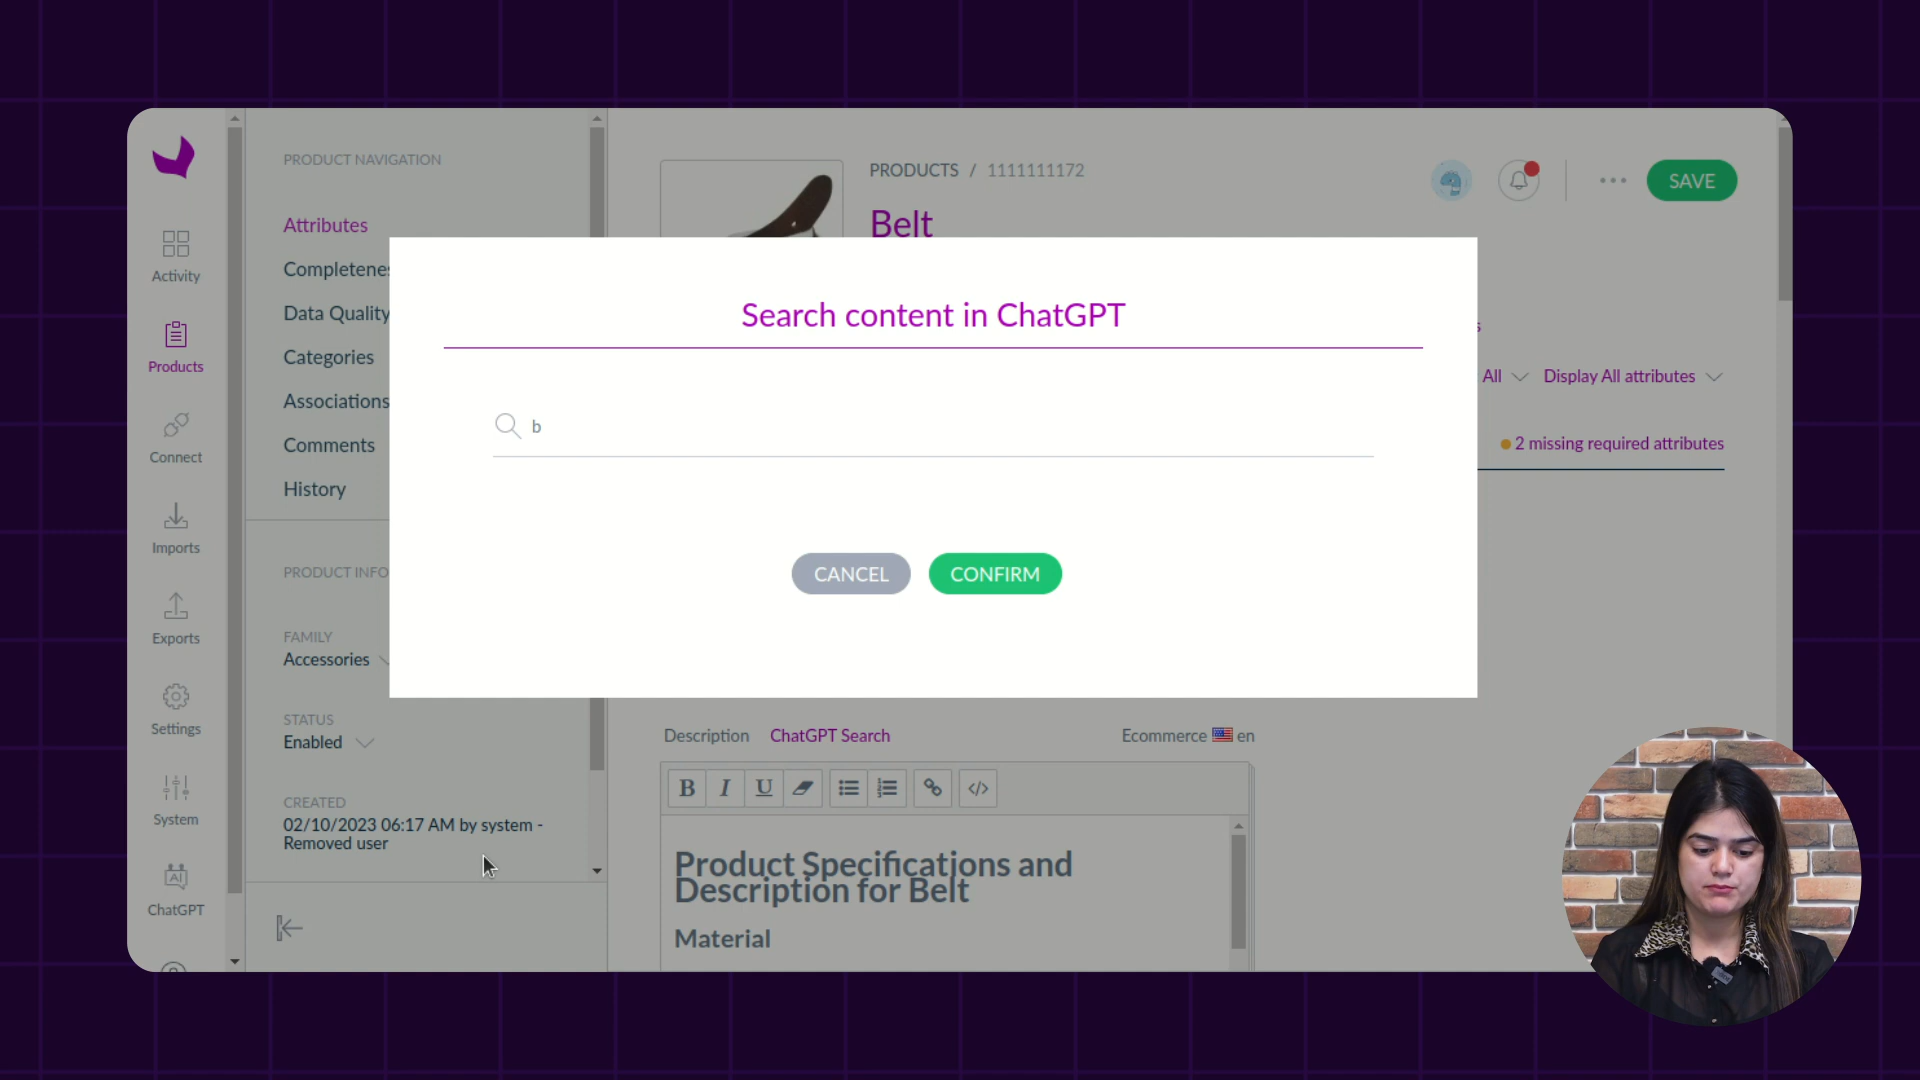 Activity
Products
Connect
Imports
Exports
Settings
System
AI
ChatGPT
PRODUCT NAVIGATION
Attributes
Completenes
Data Quality
Categories
Associations
Comments
History
PRODUCT INFO
FAMILY
Accessories
STATUS
Enabled
CREATED
02/10/2023 06:17 AM by system -
Removed user
PRODUCTS / 1111111172
Belt
SAVE
All Display All attributes
2 missing required attributes
Search content in ChatGPT
b
CANCEL CONFIRM
Description ChatGPT Search Ecommerce en
B I U </>
Product Specifications and
Description for Belt
Material